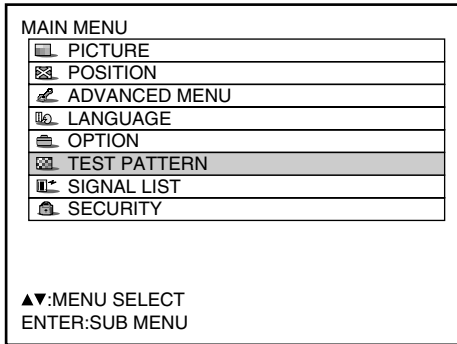 MAIN MENU
PICTURE
POSITION
ADVANCED MENU
LANGUAGE
OPTION
TEST PATTERN
SIGNAL LIST
SECURITY
▲▼:MENU SELECT
ENTER:SUB MENU